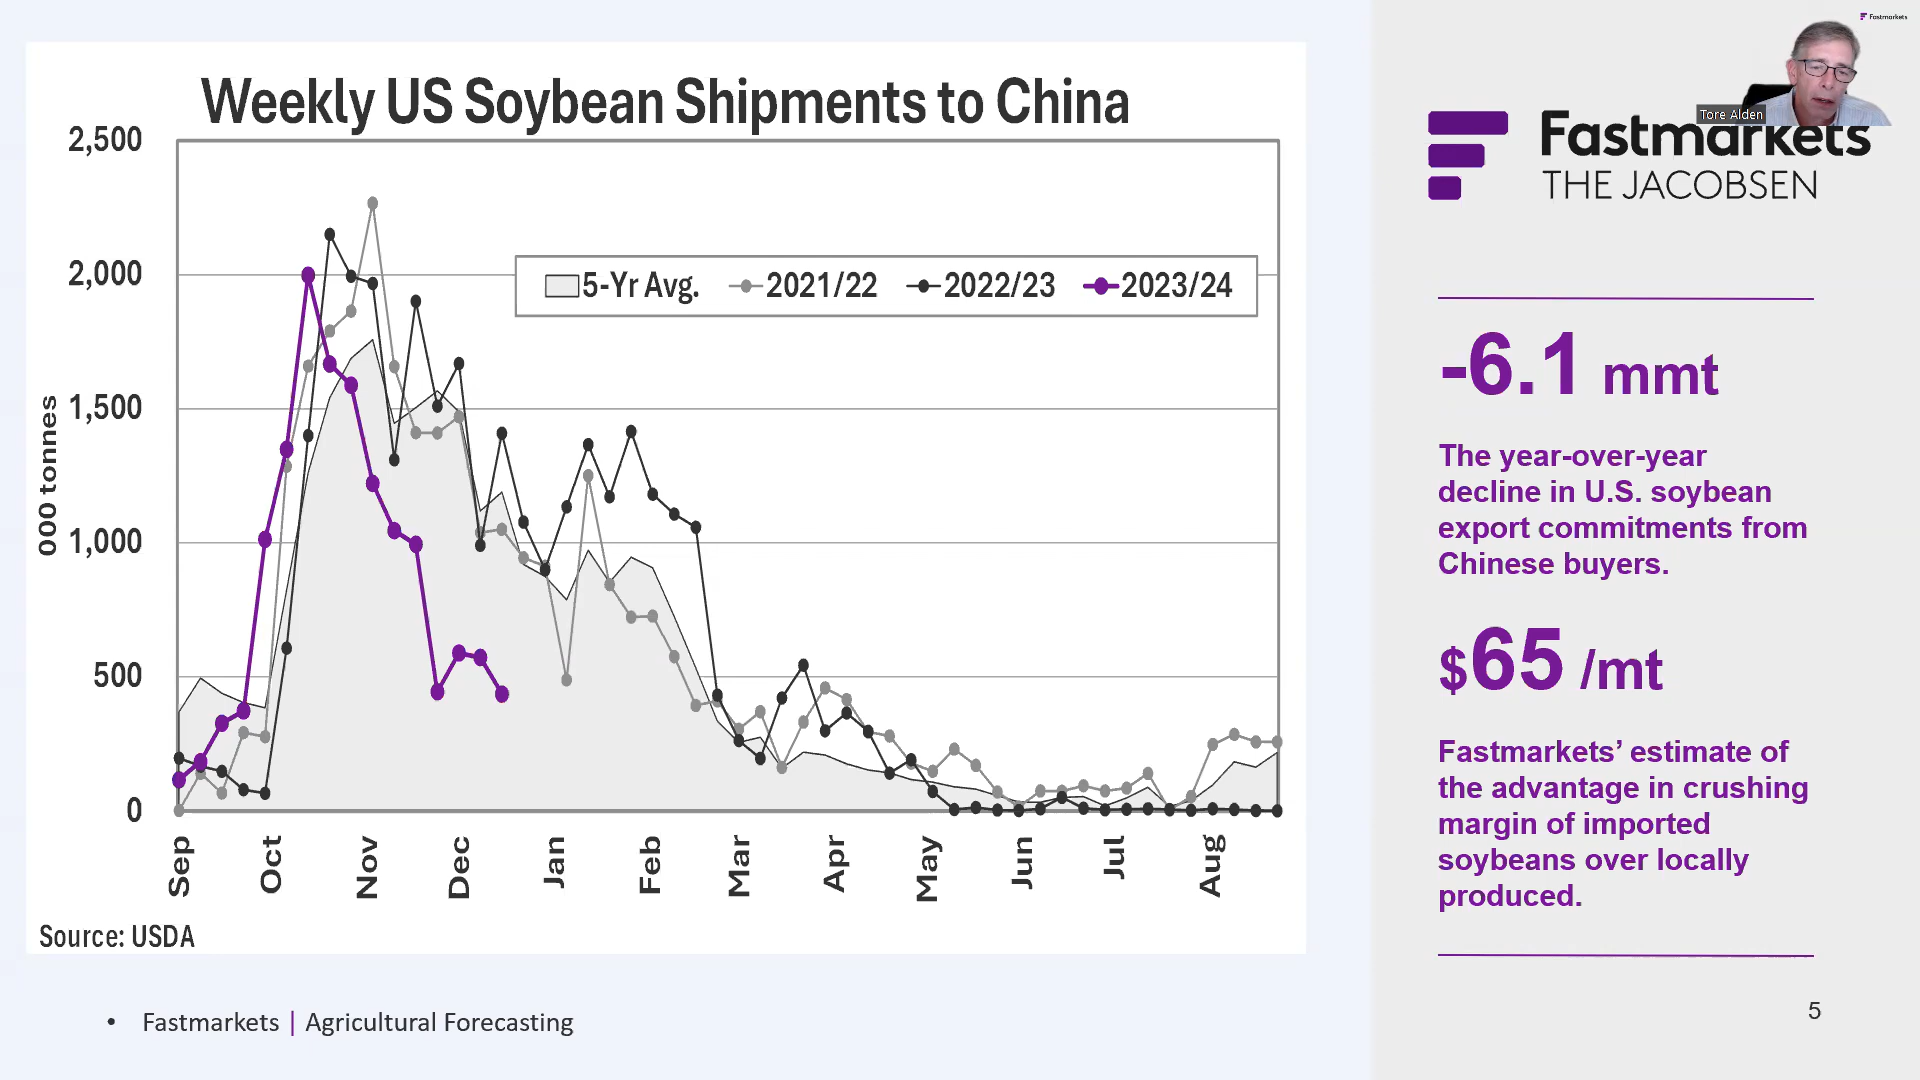 Fastmarkets
Tore Alden
Fastmarkets
THE JACOBSEN
Weekly US Soybean Shipments to China
2,500
2,000
1,500
1,000
500
0
000 tonnes
5-Yr Avg.
2021/22
2022/23
2023/24
Sep
Oct
Nov
Dec
Jan
Feb
Mar
Apr
May
Jun
Jul
Aug
Source: USDA
-6.1 mmt
The year-over-year
decline in U.S. soybean
export commitments from
Chinese buyers.
$65 /mt
Fastmarkets’ estimate of
the advantage in crushing
margin of imported
soybeans over locally
produced.
• Fastmarkets | Agricultural Forecasting
5